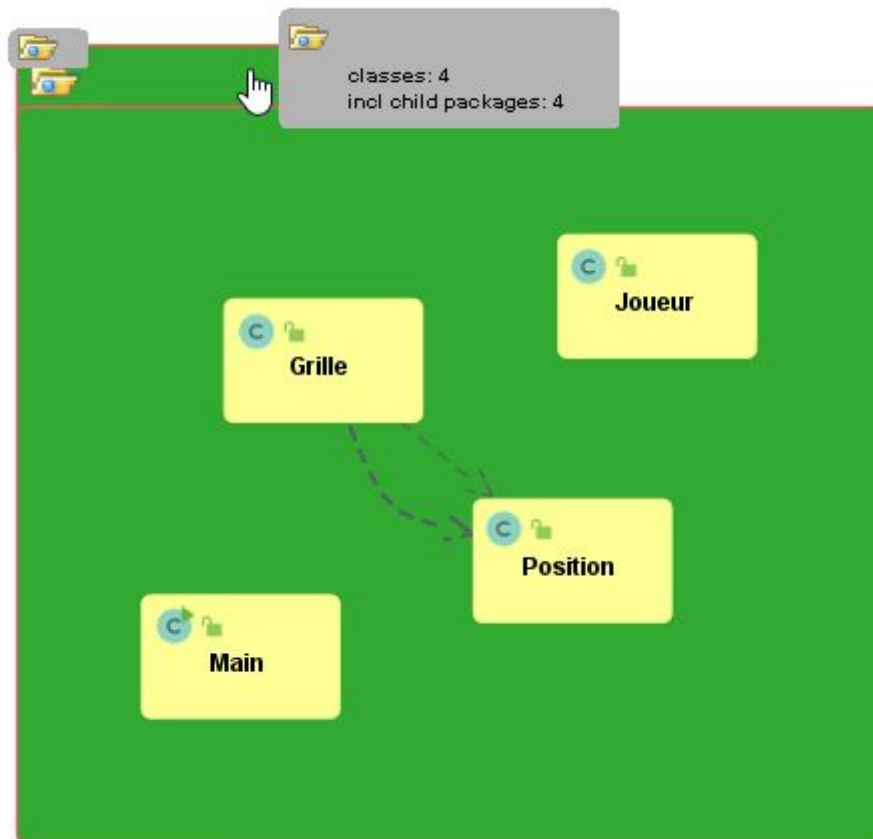 classes: 4
incl child packages: 4
C
Joueur
C
Grille
C
Position
C
Main